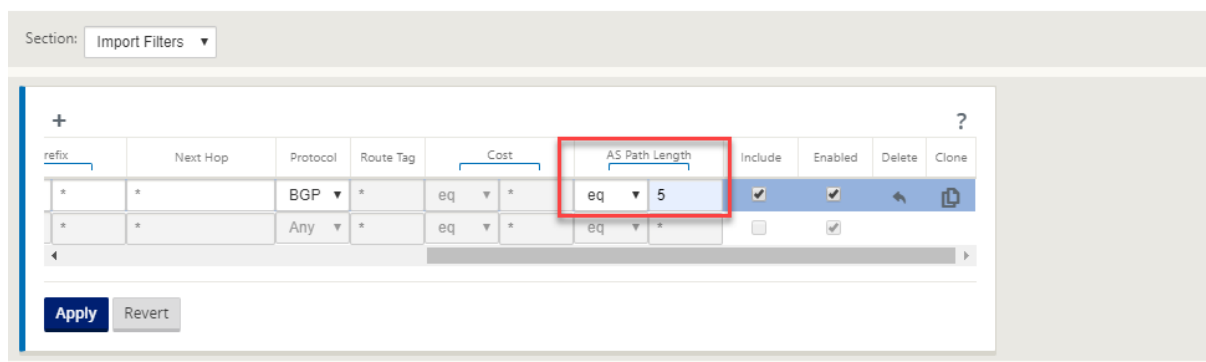 Section: Import Filters ▼
+ ?
refix Next Hop Protocol Route Tag Cost AS Path Length Include Enabled Delete Clone
* * BGP ▼ * eq ▼ * eq ▼ 5
* * Any ▼ * eq ▼ * eq ▼ *
Apply Revert